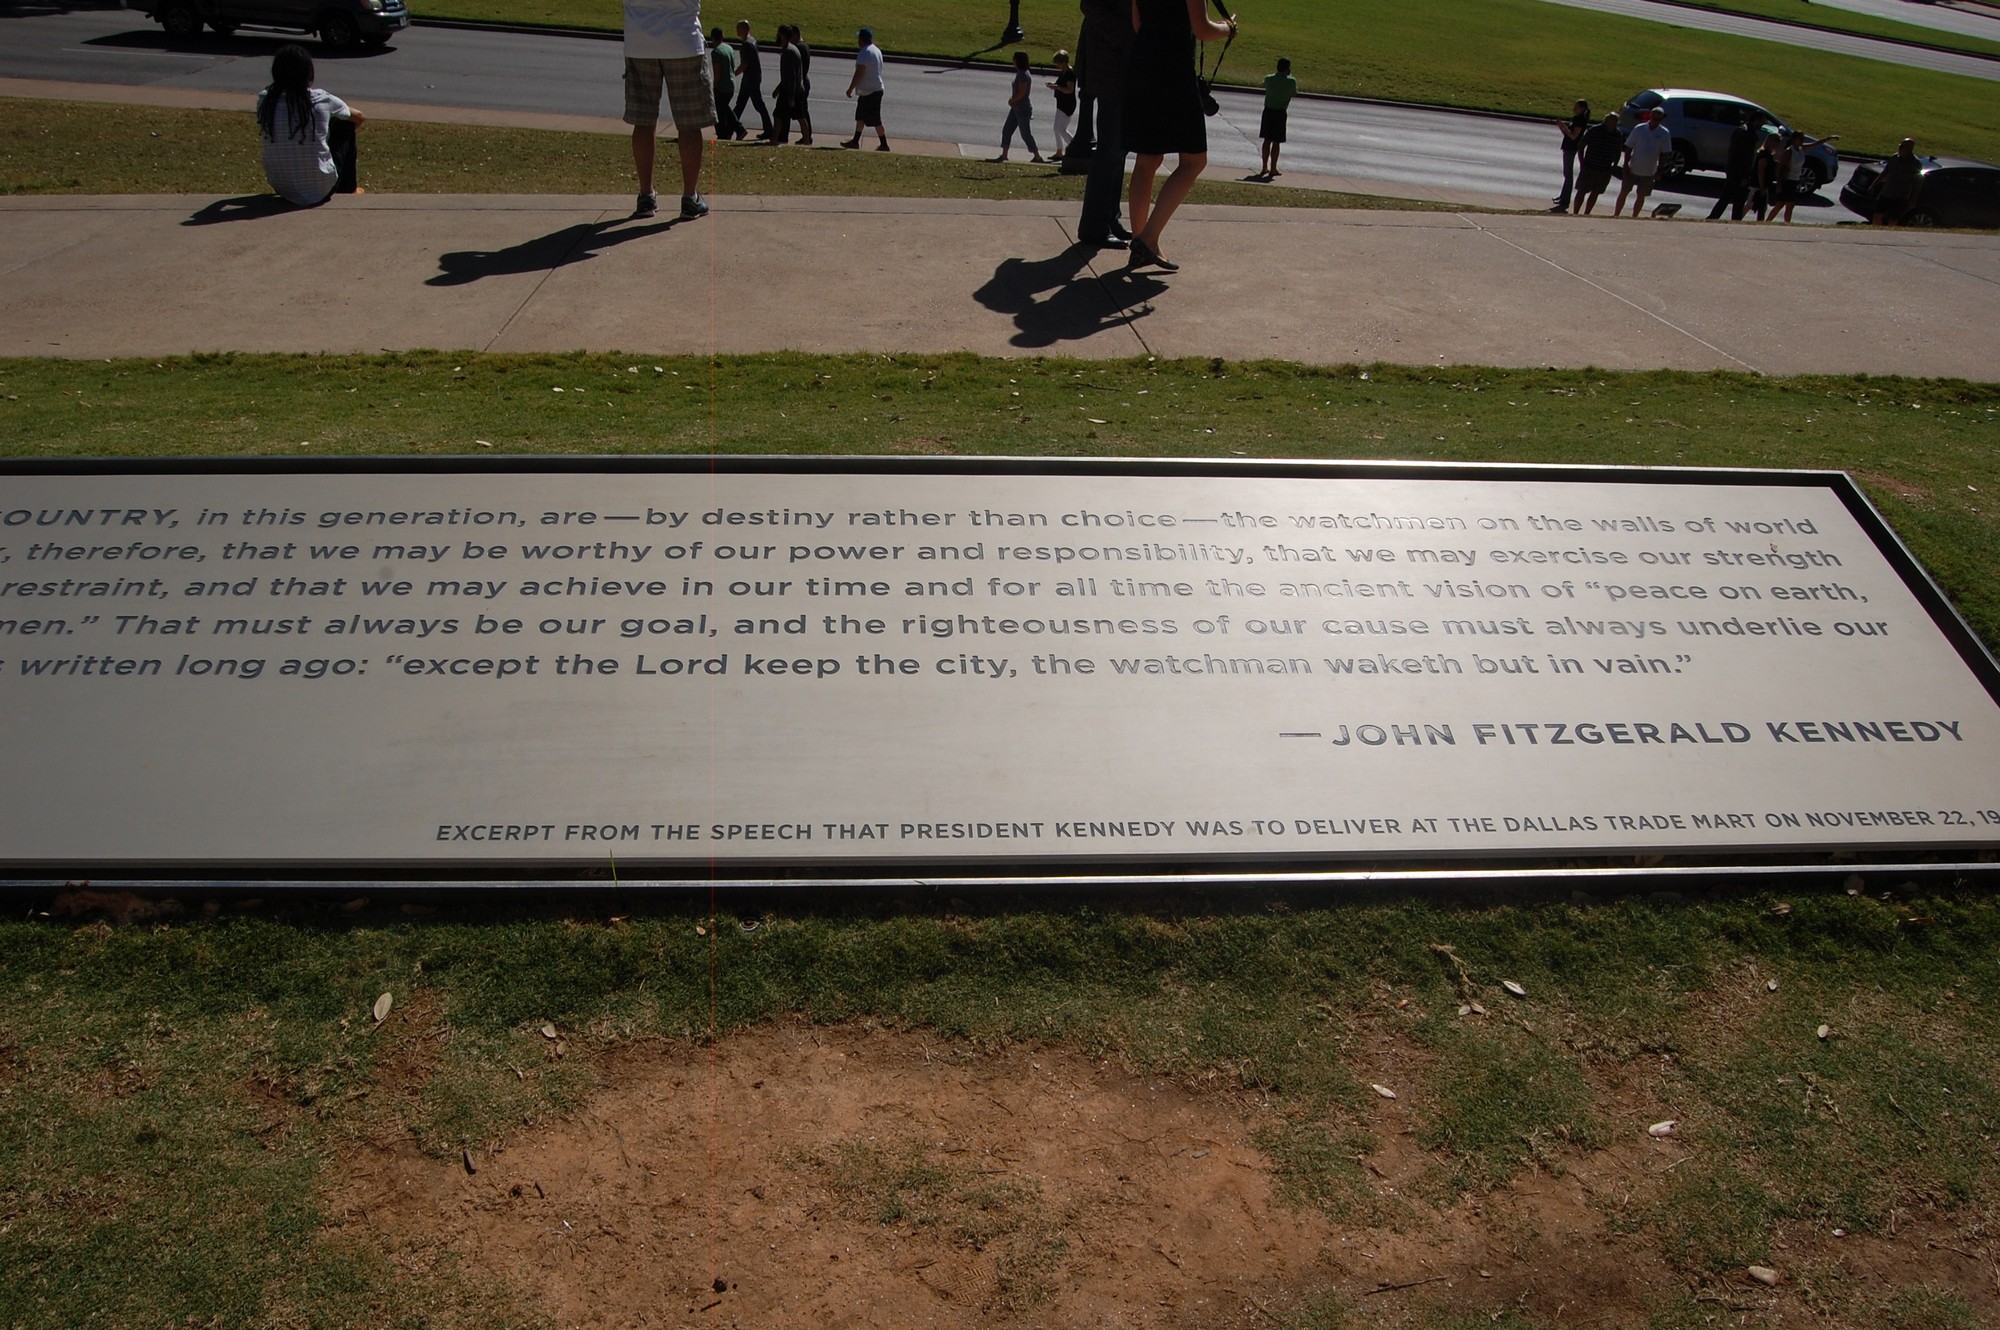 COUNTRY, in this generation, are—by destiny rather than choice—the watchmen on the walls of world
therefore, that we may be worthy of our power and responsibility, that we may exercise our strength
restraint, and that we may achieve in our time and for all time the ancient vision of “peace on earth,
men.” That must always be our goal, and the righteousness of our cause must always underlie our
written long ago: “except the Lord keep the city, the watchman waketh but in vain.”
—JOHN FITZGERALD KENNEDY
EXCERPT FROM THE SPEECH THAT PRESIDENT KENNEDY WAS TO DELIVER AT THE DALLAS TRADE MART ON NOVEMBER 22, 19